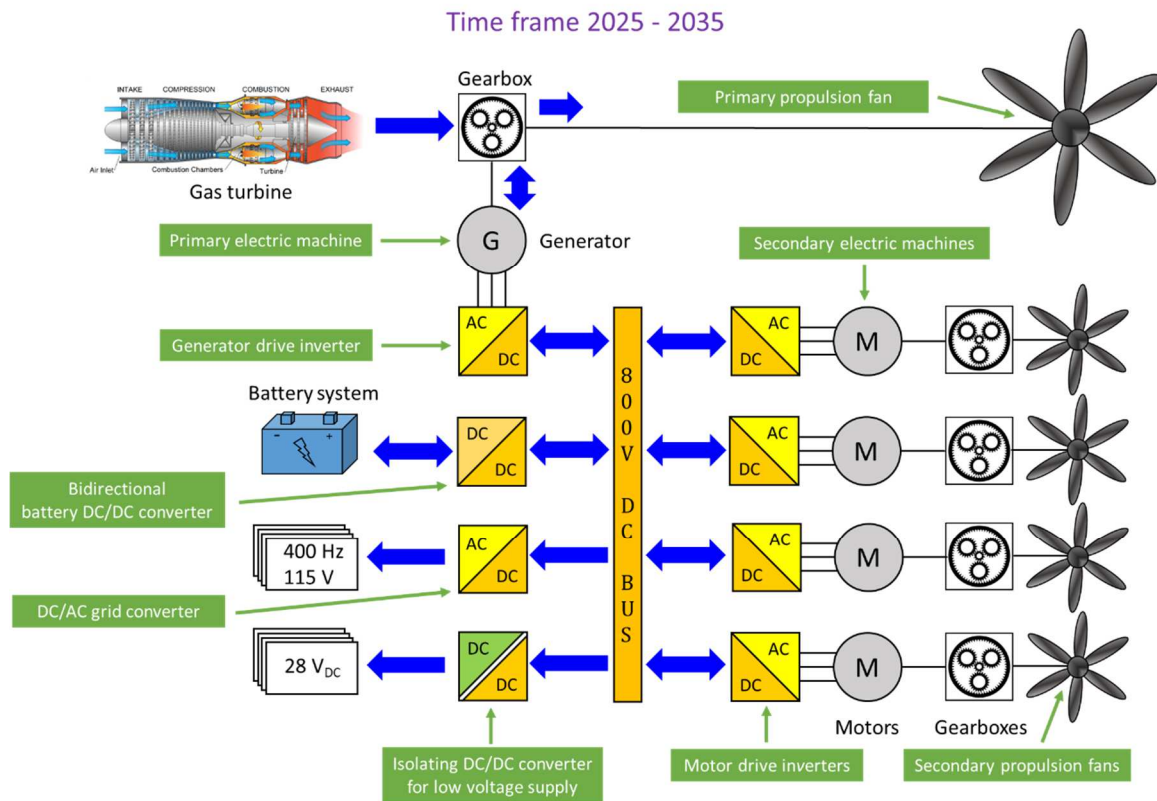 Time frame 2025 - 2035
Gearbox
Primary propulsion fan
INTAKE COMPRESSION COMBUSTION EXHAUST
Air Inlet Combustion Chambers Turbine
Gas turbine
Primary electric machine
G
Generator
Secondary electric machines
Generator drive inverter
AC
DC
800V DC BUS
AC
DC
M
Battery system
- +
DC
DC
AC
DC
M
Bidirectional
battery DC/DC converter
400 Hz
115 V
AC
DC
AC
DC
M
DC/AC grid converter
28 VDC
DC
DC
AC
DC
M
Motors
Gearboxes
Isolating DC/DC converter
for low voltage supply
Motor drive inverters
Secondary propulsion fans